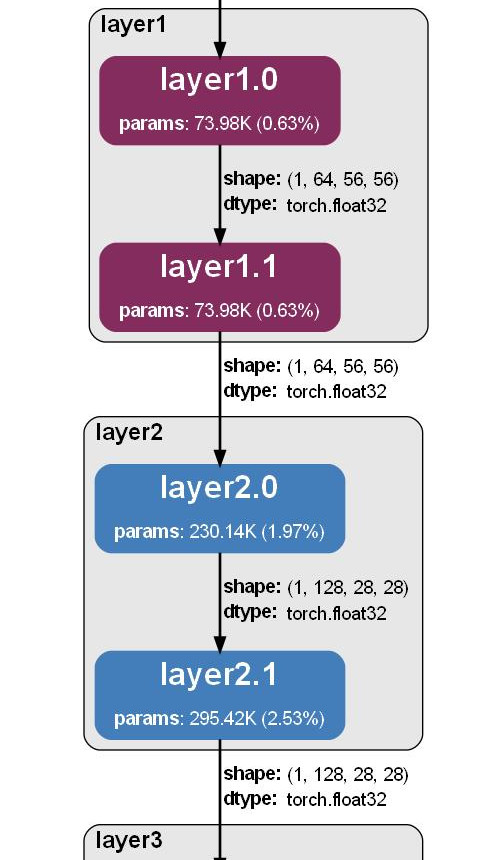 layer1
layer1.0
params: 73.98K (0.63%)
shape: (1, 64, 56, 56)
dtype: torch.float32
layer1.1
params: 73.98K (0.63%)
shape: (1, 64, 56, 56)
dtype: torch.float32
layer2
layer2.0
params: 230.14K (1.97%)
shape: (1, 128, 28, 28)
dtype: torch.float32
layer2.1
params: 295.42K (2.53%)
shape: (1, 128, 28, 28)
dtype: torch.float32
layer3